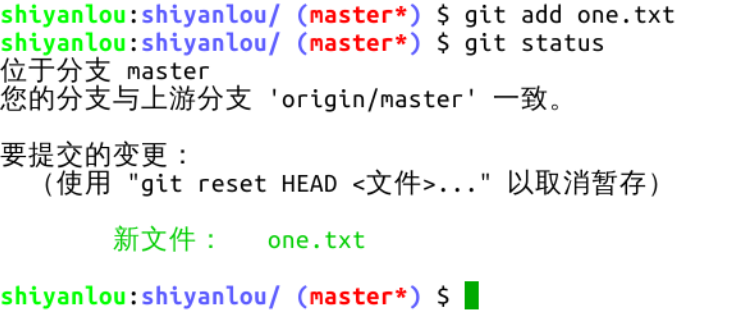 shiyanlou:shiyanlou/ (master*) $ git add one.txt
shiyanlou:shiyanlou/ (master*) $ git status
位于分支 master
您的分支与上游分支 'origin/master' 一致。
要提交的变更：
（使用 "git reset HEAD <文件>..." 以取消暂存）
新文件： one.txt
shiyanlou:shiyanlou/ (master*) $